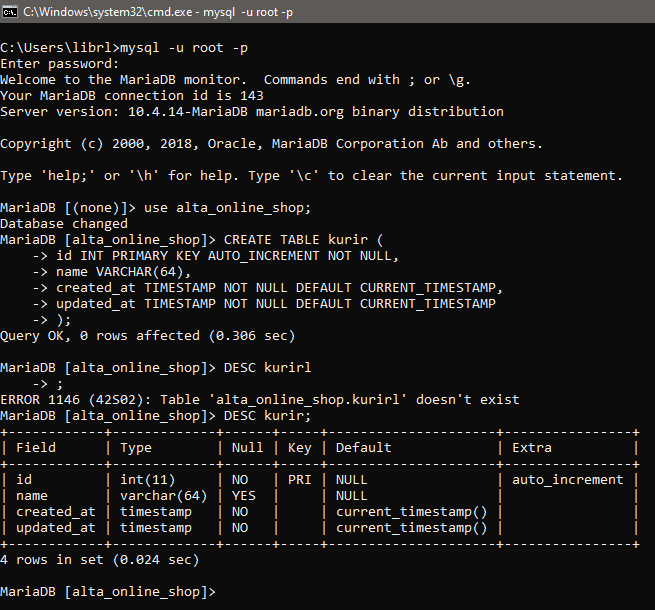 C:\Windows\system32\cmd.exe - mysql  -u root -p
C:\Users\librl>mysql -u root -p
Enter password:
Welcome to the MariaDB monitor.  Commands end with ; or \g.
Your MariaDB connection id is 143
Server version: 10.4.14-MariaDB mariadb.org binary distribution
Copyright (c) 2000, 2018, Oracle, MariaDB Corporation Ab and others.
Type 'help;' or '\h' for help. Type '\c' to clear the current input statement.
MariaDB [(none)]> use alta_online_shop;
Database changed
MariaDB [alta_online_shop]> CREATE TABLE kurir (
    -> id INT PRIMARY KEY AUTO_INCREMENT NOT NULL,
    -> name VARCHAR(64),
    -> created_at TIMESTAMP NOT NULL DEFAULT CURRENT_TIMESTAMP,
    -> updated_at TIMESTAMP NOT NULL DEFAULT CURRENT_TIMESTAMP
    -> );
Query OK, 0 rows affected (0.306 sec)
MariaDB [alta_online_shop]> DESC kurirl
    -> ;
ERROR 1146 (42S02): Table 'alta_online_shop.kurirl' doesn't exist
MariaDB [alta_online_shop]> DESC kurir;
+------------+-------------+------+-----+---------------------+----------------+
| Field      | Type        | Null | Key | Default             | Extra          |
+------------+-------------+------+-----+---------------------+----------------+
| id         | int(11)     | NO   | PRI | NULL                | auto_increment |
| name       | varchar(64) | YES  |     | NULL                |                |
| created_at | timestamp   | NO   |     | current_timestamp() |                |
| updated_at | timestamp   | NO   |     | current_timestamp() |                |
+------------+-------------+------+-----+---------------------+----------------+
4 rows in set (0.024 sec)
MariaDB [alta_online_shop]>